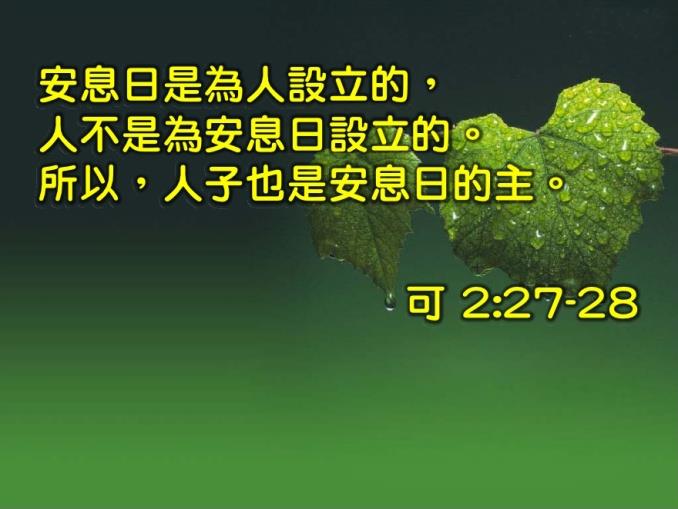 安息日是為人設立的，
人不是為安息日設立的。
所以，人子也是安息日的主。
可 2:27-28